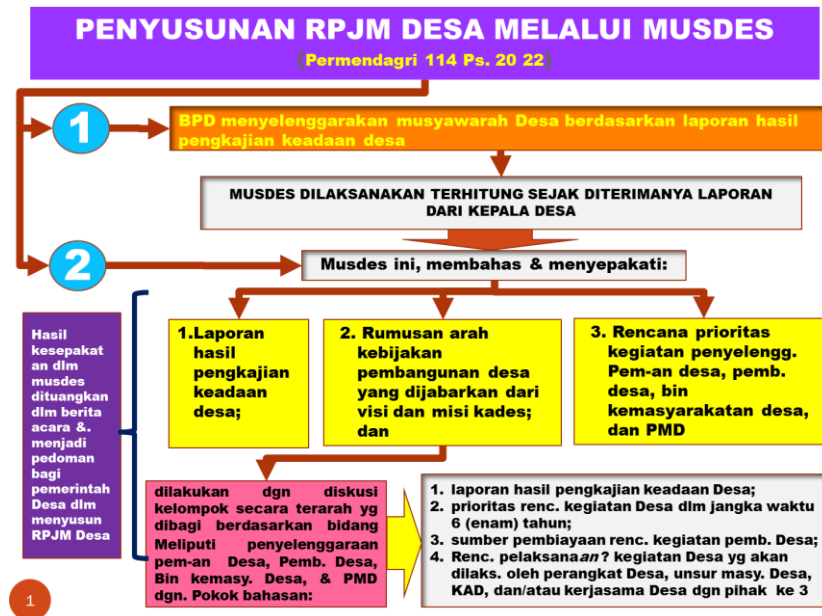 PENYUSUNAN RPJM DESA MELALUI MUSDES
(Permendagri 114 Ps. 20 22)
1
BPD menyelenggarakan musyawarah Desa berdasarkan laporan hasil
pengkajian keadaan desa
MUSDES DILAKSANAKAN TERHITUNG SEJAK DITERIMANYA LAPORAN
DARI KEPALA DESA
2
Musdes ini, membahas & menyepakati:
Hasil
kesepakat
an dlm
musdes
dituangkan
dlm berita
acara &.
menjadi
pedoman
bagi
pemerintah
Desa dlm
menyusun
RPJM Desa
1.Laporan
hasil
pengkajian
keadaan
desa;
2. Rumusan arah
kebijakan
pembangunan desa
yang dijabarkan dari
visi dan misi kades;
dan
3. Rencana prioritas
kegiatan penyelengg.
Pem-an desa, pemb.
desa, bin
kemasyarakatan desa,
dan PMD
dilakukan dgn diskusi
kelompok secara terarah yg
dibagi berdasarkan bidang
Meliputi penyelenggaraan
pem-an Desa, Pemb. Desa,
Bin kemasy. Desa, & PMD
dgn. Pokok bahasan:
1. laporan hasil pengkajian keadaan Desa;
2. prioritas renc. kegiatan Desa dlm jangka waktu
6 (enam) tahun;
3. sumber pembiayaan renc. kegiatan pemb. Desa;
4. Renc. pelaksanaan? kegiatan Desa yg akan
dilaks. oleh perangkat Desa, unsur masy. Desa,
KAD, dan/atau kerjasama Desa dgn pihak ke 3
1